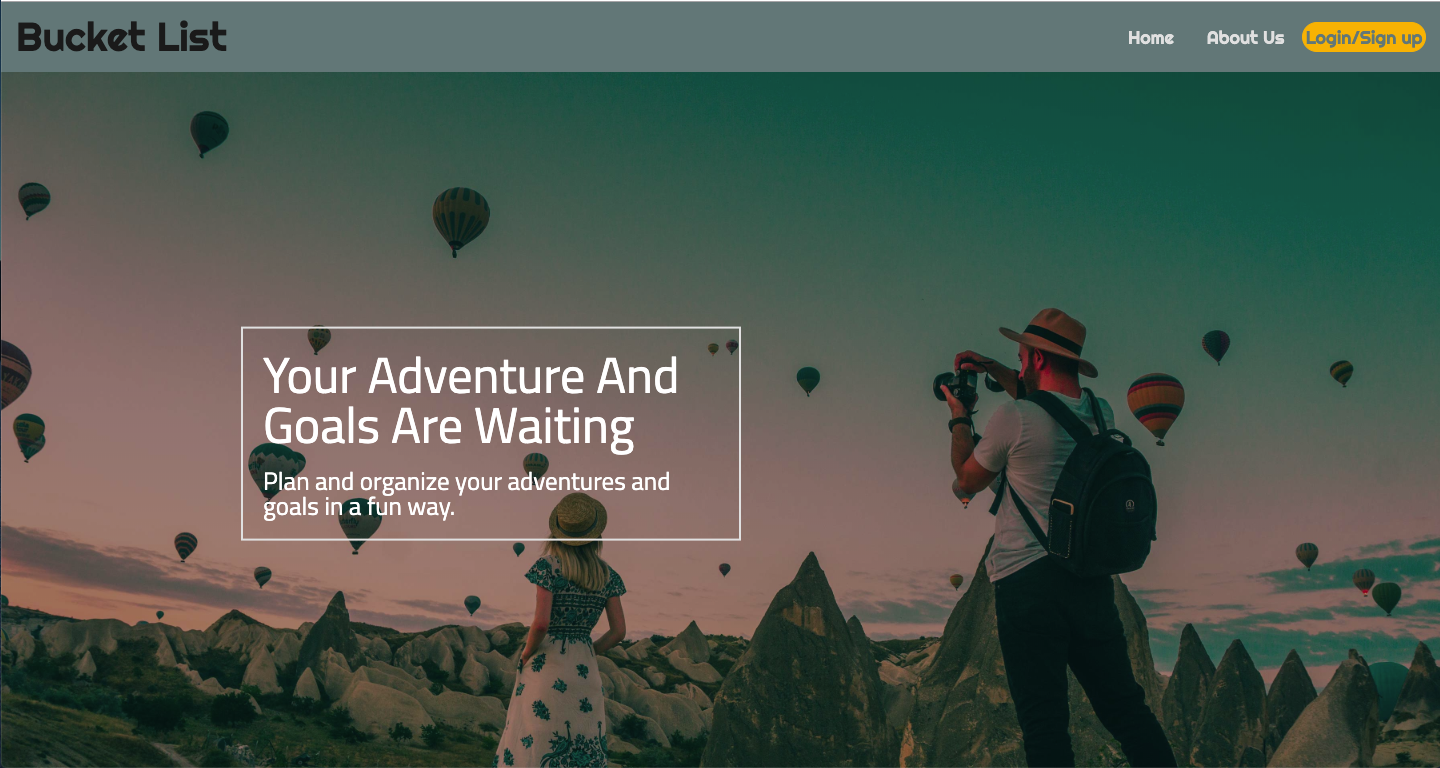 Bucket List
Home About Us Login/Sign up
Your Adventure And
Goals Are Waiting
Plan and organize your adventures and
goals in a fun way.